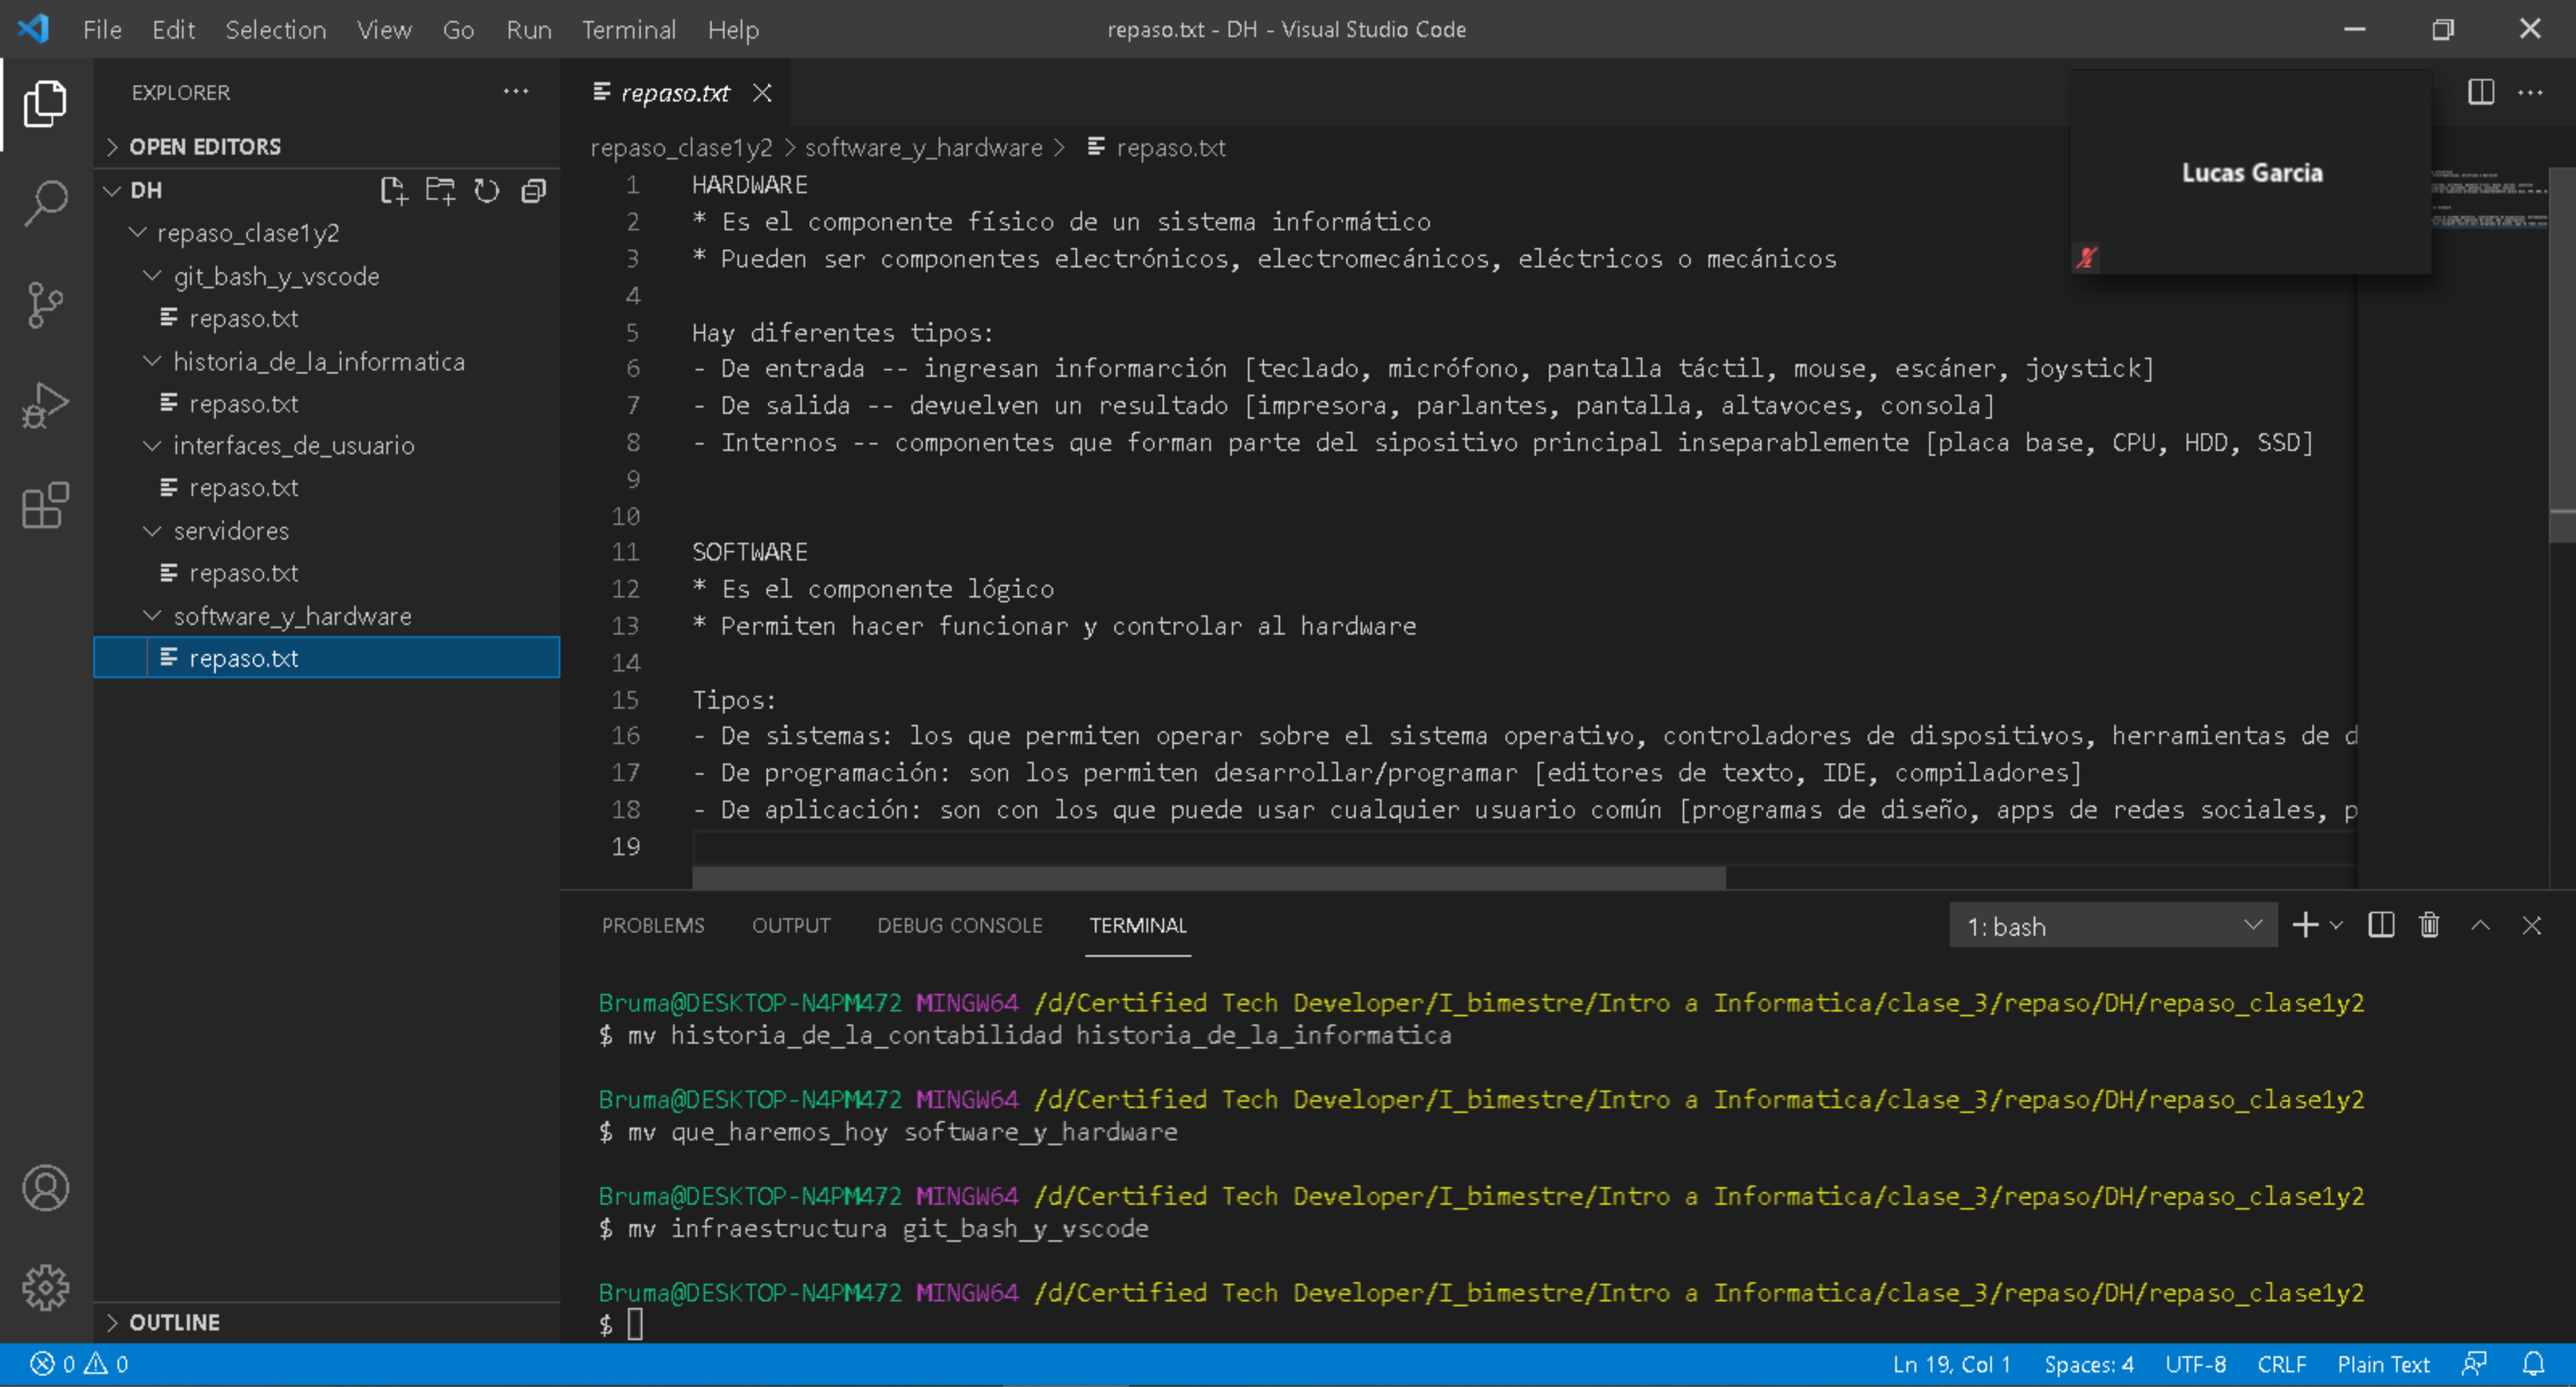 File Edit Selection View Go Run Terminal Help
repaso.txt - DH - Visual Studio Code
EXPLORER
OPEN EDITORS
DH
repaso_clase1y2
git_bash_y_vscode
repaso.txt
historia_de_la_informatica
repaso.txt
interfaces_de_usuario
repaso.txt
servidores
repaso.txt
software_y_hardware
repaso.txt
OUTLINE
repaso.txt
repaso_clase1y2 > software_y_hardware > repaso.txt
Lucas Garcia
1 HARDWARE
2 * Es el componente físico de un sistema informático
3 * Pueden ser componentes electrónicos, electromecánicos, eléctricos o mecánicos
4
5 Hay diferentes tipos:
6 - De entrada -- ingresan informarción [teclado, micrófono, pantalla táctil, mouse, escáner, joystick]
7 - De salida -- devuelven un resultado [impresora, parlantes, pantalla, altavoces, consola]
8 - Internos -- componentes que forman parte del sipositivo principal inseparablemente [placa base, CPU, HDD, SSD]
9
10
11 SOFTWARE
12 * Es el componente lógico
13 * Permiten hacer funcionar y controlar al hardware
14
15 Tipos:
16 - De sistemas: los que permiten operar sobre el sistema operativo, controladores de dispositivos, herramientas de d
17 - De programación: son los permiten desarrollar/programar [editores de texto, IDE, compiladores]
18 - De aplicación: son con los que puede usar cualquier usuario común [programas de diseño, apps de redes sociales, p
19
PROBLEMS OUTPUT DEBUG CONSOLE TERMINAL
1: bash
Bruma@DESKTOP-N4PM472 MINGW64 /d/Certified Tech Developer/I_bimestre/Intro a Informatica/clase_3/repaso/DH/repaso_clase1y2
$ mv historia_de_la_contabilidad historia_de_la_informatica
Bruma@DESKTOP-N4PM472 MINGW64 /d/Certified Tech Developer/I_bimestre/Intro a Informatica/clase_3/repaso/DH/repaso_clase1y2
$ mv que_haremos_hoy software_y_hardware
Bruma@DESKTOP-N4PM472 MINGW64 /d/Certified Tech Developer/I_bimestre/Intro a Informatica/clase_3/repaso/DH/repaso_clase1y2
$ mv infraestructura git_bash_y_vscode
Bruma@DESKTOP-N4PM472 MINGW64 /d/Certified Tech Developer/I_bimestre/Intro a Informatica/clase_3/repaso/DH/repaso_clase1y2
$
0 0
Ln 19, Col 1 Spaces: 4 UTF-8 CRLF Plain Text